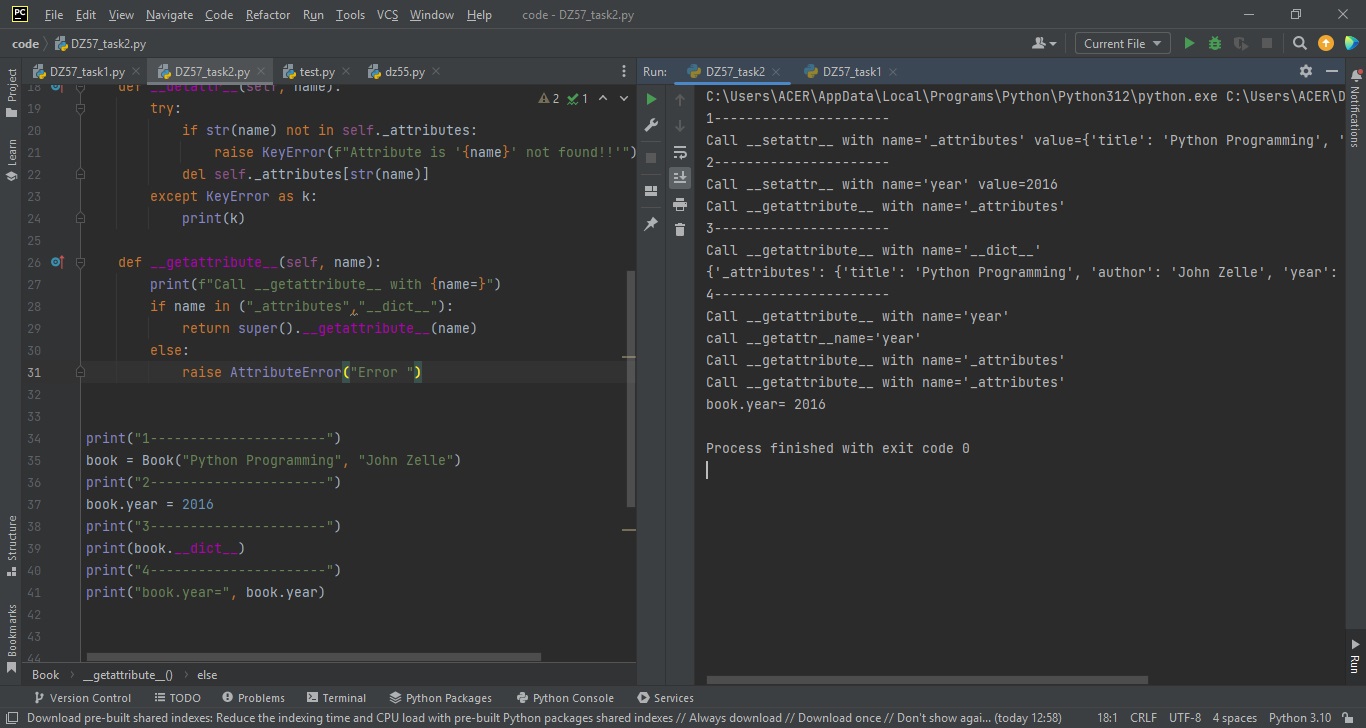 PC File Edit View Navigate Code Refactor Run Tools VCS Window Help code - DZ57_task2.py
code DZ57_task2.py Current File
Project
Learn
Structure
Bookmarks
DZ57_task1.py DZ57_task2.py test.py dz55.py
2 1
18
19 try:
20 if str(name) not in self._attributes:
21 raise KeyError(f"Attribute is '{name}' not found!!'")
22 del self._attributes[str(name)]
23 except KeyError as k:
24 print(k)
25
26 def __getattribute__(self, name):
27 print(f"Call __getattribute__ with {name=}")
28 if name in ("_attributes","__dict__"):
29 return super().__getattribute__(name)
30 else:
31 raise AttributeError("Error ")
32
33
34 print("1----------------------")
35 book = Book("Python Programming", "John Zelle")
36 print("2----------------------")
37 book.year = 2016
38 print("3----------------------")
39 print(book.__dict__)
40 print("4----------------------")
41 print("book.year=", book.year)
42
43
44
Book __getattribute__() else
Run: DZ57_task2 DZ57_task1
C:\Users\ACER\AppData\Local\Programs\Python\Python312\python.exe C:\Users\ACER\D
1----------------------
Call __setattr__ with name='_attributes' value={'title': 'Python Programming', '
2----------------------
Call __setattr__ with name='year' value=2016
Call __getattribute__ with name='_attributes'
3----------------------
Call __getattribute__ with name='__dict__'
{'_attributes': {'title': 'Python Programming', 'author': 'John Zelle', 'year':
4----------------------
Call __getattribute__ with name='year'
call __getattr__name='year'
Call __getattribute__ with name='_attributes'
Call __getattribute__ with name='_attributes'
book.year= 2016
Process finished with exit code 0
Notifications
Run
Version Control TODO Problems Terminal Python Packages Python Console Services
Download pre-built shared indexes: Reduce the indexing time and CPU load with pre-built Python packages shared indexes // Always download // Download once // Don't show agai... (today 12:58) 18:1 CRLF UTF-8 4 spaces Python 3.10